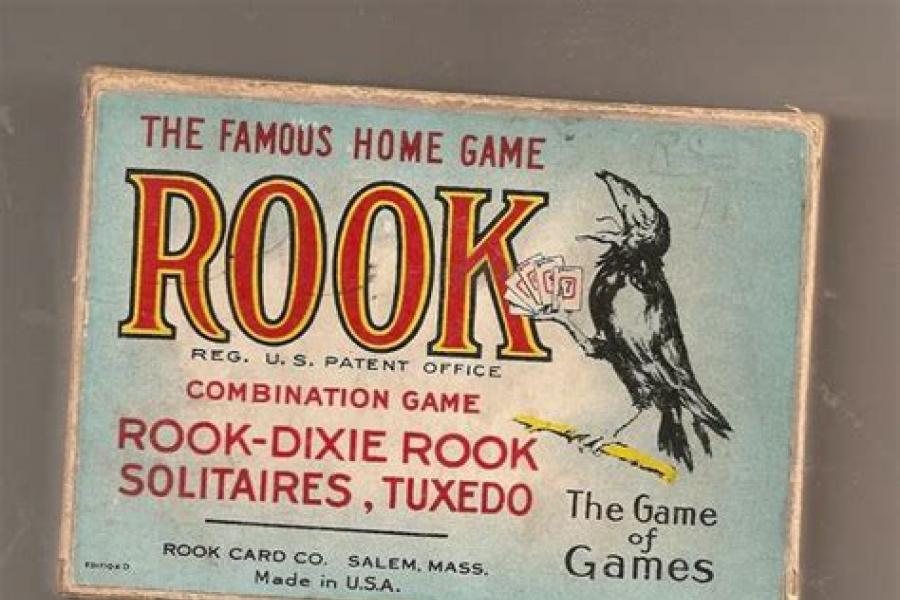 THE FAMOUS HOME GAME
ROOK
REG. U.S. PATENT OFFICE
COMBINATION GAME
ROOK-DIXIE ROOK
SOLITAIRES, TUXEDO
The Game
of
Games
ROOK CARD CO. SALEM, MASS.
Made in U.S.A.